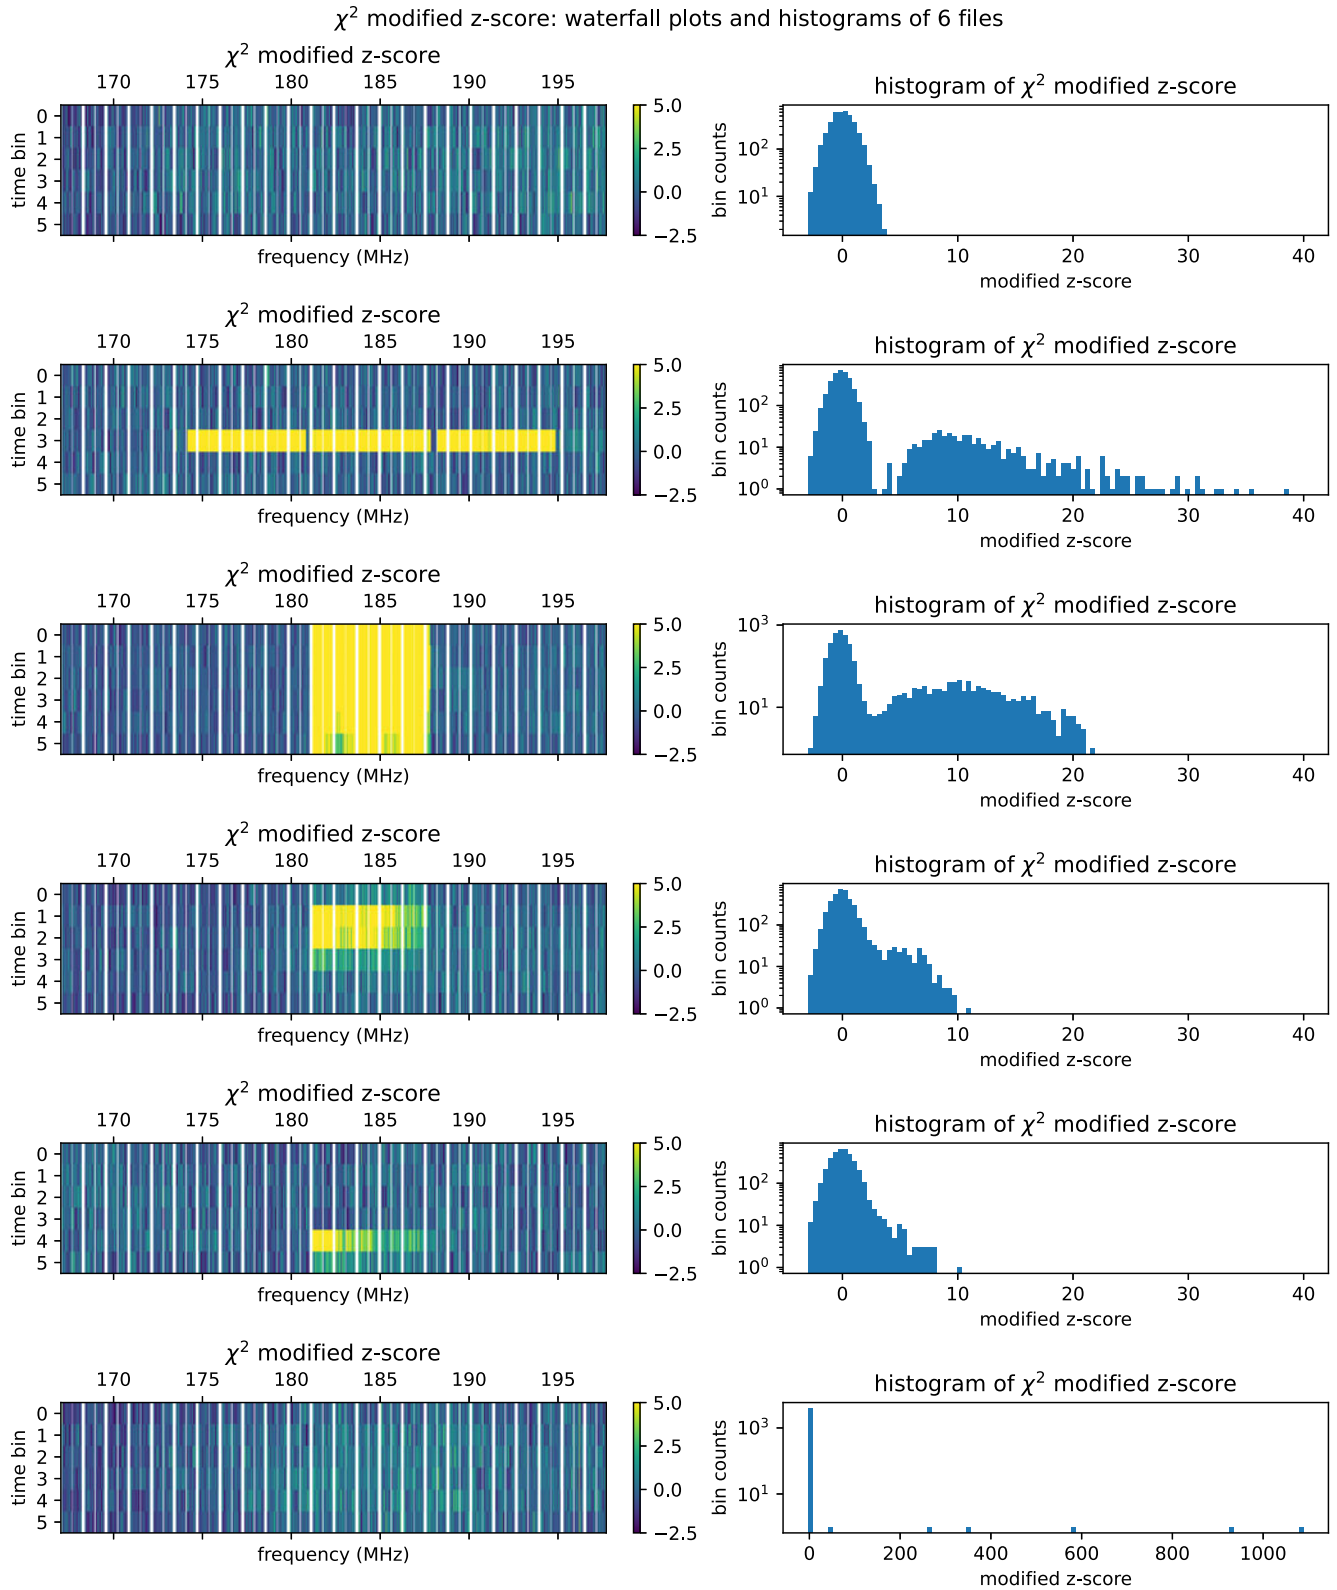 χ² modified z-score: waterfall plots and histograms of 6 files
χ² modified z-score
170 175 180 185 190 195
time bin
0
1
2
3
4
5
frequency (MHz)
5.0
2.5
0.0
−2.5
histogram of χ² modified z-score
bin counts
10²
10¹
0 10 20 30 40
modified z-score
χ² modified z-score
170 175 180 185 190 195
time bin
0
1
2
3
4
5
frequency (MHz)
5.0
2.5
0.0
−2.5
histogram of χ² modified z-score
bin counts
10²
10¹
10⁰
0 10 20 30 40
modified z-score
χ² modified z-score
170 175 180 185 190 195
time bin
0
1
2
3
4
5
frequency (MHz)
5.0
2.5
0.0
−2.5
histogram of χ² modified z-score
bin counts
10³
10¹
0 10 20 30 40
modified z-score
χ² modified z-score
170 175 180 185 190 195
time bin
0
1
2
3
4
5
frequency (MHz)
5.0
2.5
0.0
−2.5
histogram of χ² modified z-score
bin counts
10²
10¹
10⁰
0 10 20 30 40
modified z-score
χ² modified z-score
170 175 180 185 190 195
time bin
0
1
2
3
4
5
frequency (MHz)
5.0
2.5
0.0
−2.5
histogram of χ² modified z-score
bin counts
10²
10¹
10⁰
0 10 20 30 40
modified z-score
χ² modified z-score
170 175 180 185 190 195
time bin
0
1
2
3
4
5
frequency (MHz)
5.0
2.5
0.0
−2.5
histogram of χ² modified z-score
bin counts
10³
10¹
0 200 400 600 800 1000
modified z-score